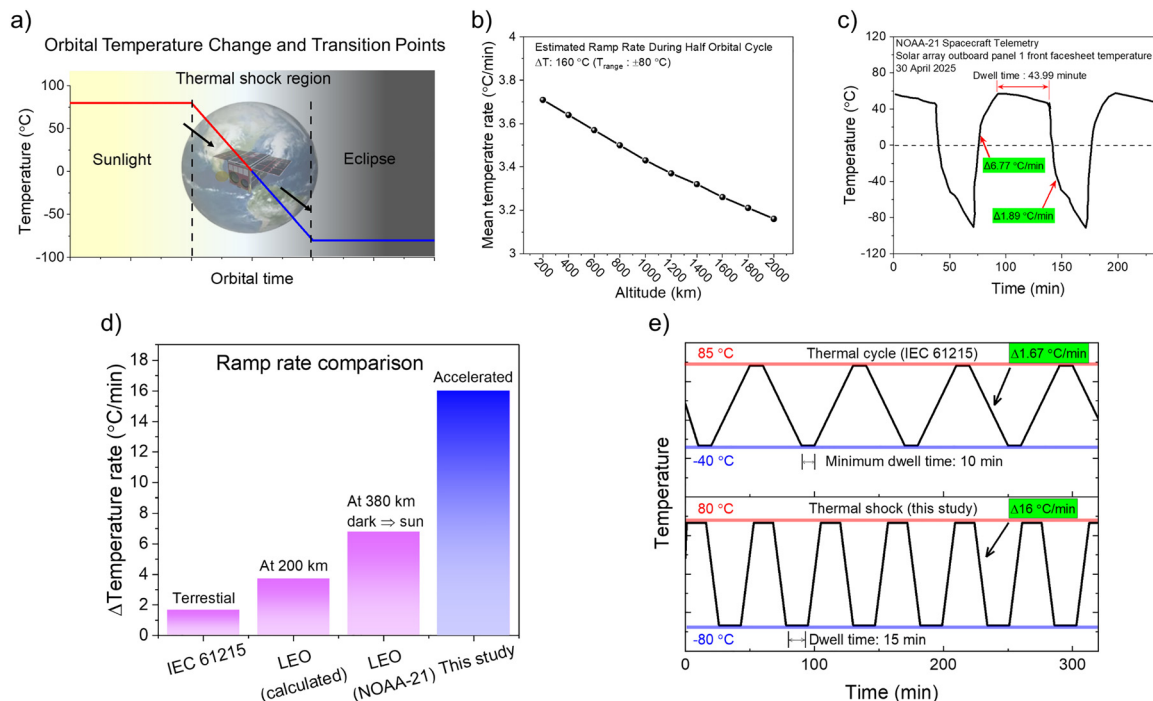 a)
Orbital Temperature Change and Transition Points
Thermal shock region
100
50
0
-50
-100
Temperature (°C)
Sunlight
Eclipse
Orbital time
b)
Estimated Ramp Rate During Half Orbital Cycle
ΔT: 160 °C (Trange : ±80 °C)
4
3.8
3.6
3.4
3.2
3
Mean temperatre rate (°C/min)
200
400
600
800
1000
1200
1400
1600
1800
2000
Altitude (km)
c)
NOAA-21 Spacecraft Telemetry
Solar array outboard panel 1 front facesheet temperature
30 April 2025
Dwell time : 43.99 minute
120
80
40
0
-40
-80
-120
Temperature (°C)
Δ6.77 °C/min
Δ1.89 °C/min
0 50 100 150 200
Time (min)
d)
Ramp rate comparison
18
16
14
12
10
8
6
4
2
0
ΔTemperature rate (°C/min)
Accelerated
At 380 km
dark ⇒ sun
At 200 km
Terrestial
IEC 61215
LEO
(calculated)
LEO
(NOAA-21)
This study
e)
85 °C
Thermal cycle (IEC 61215)
Δ1.67 °C/min
-40 °C
Minimum dwell time: 10 min
80 °C
Thermal shock (this study)
Δ16 °C/min
-80 °C
Dwell time: 15 min
Temperature
0 100 200 300
Time (min)